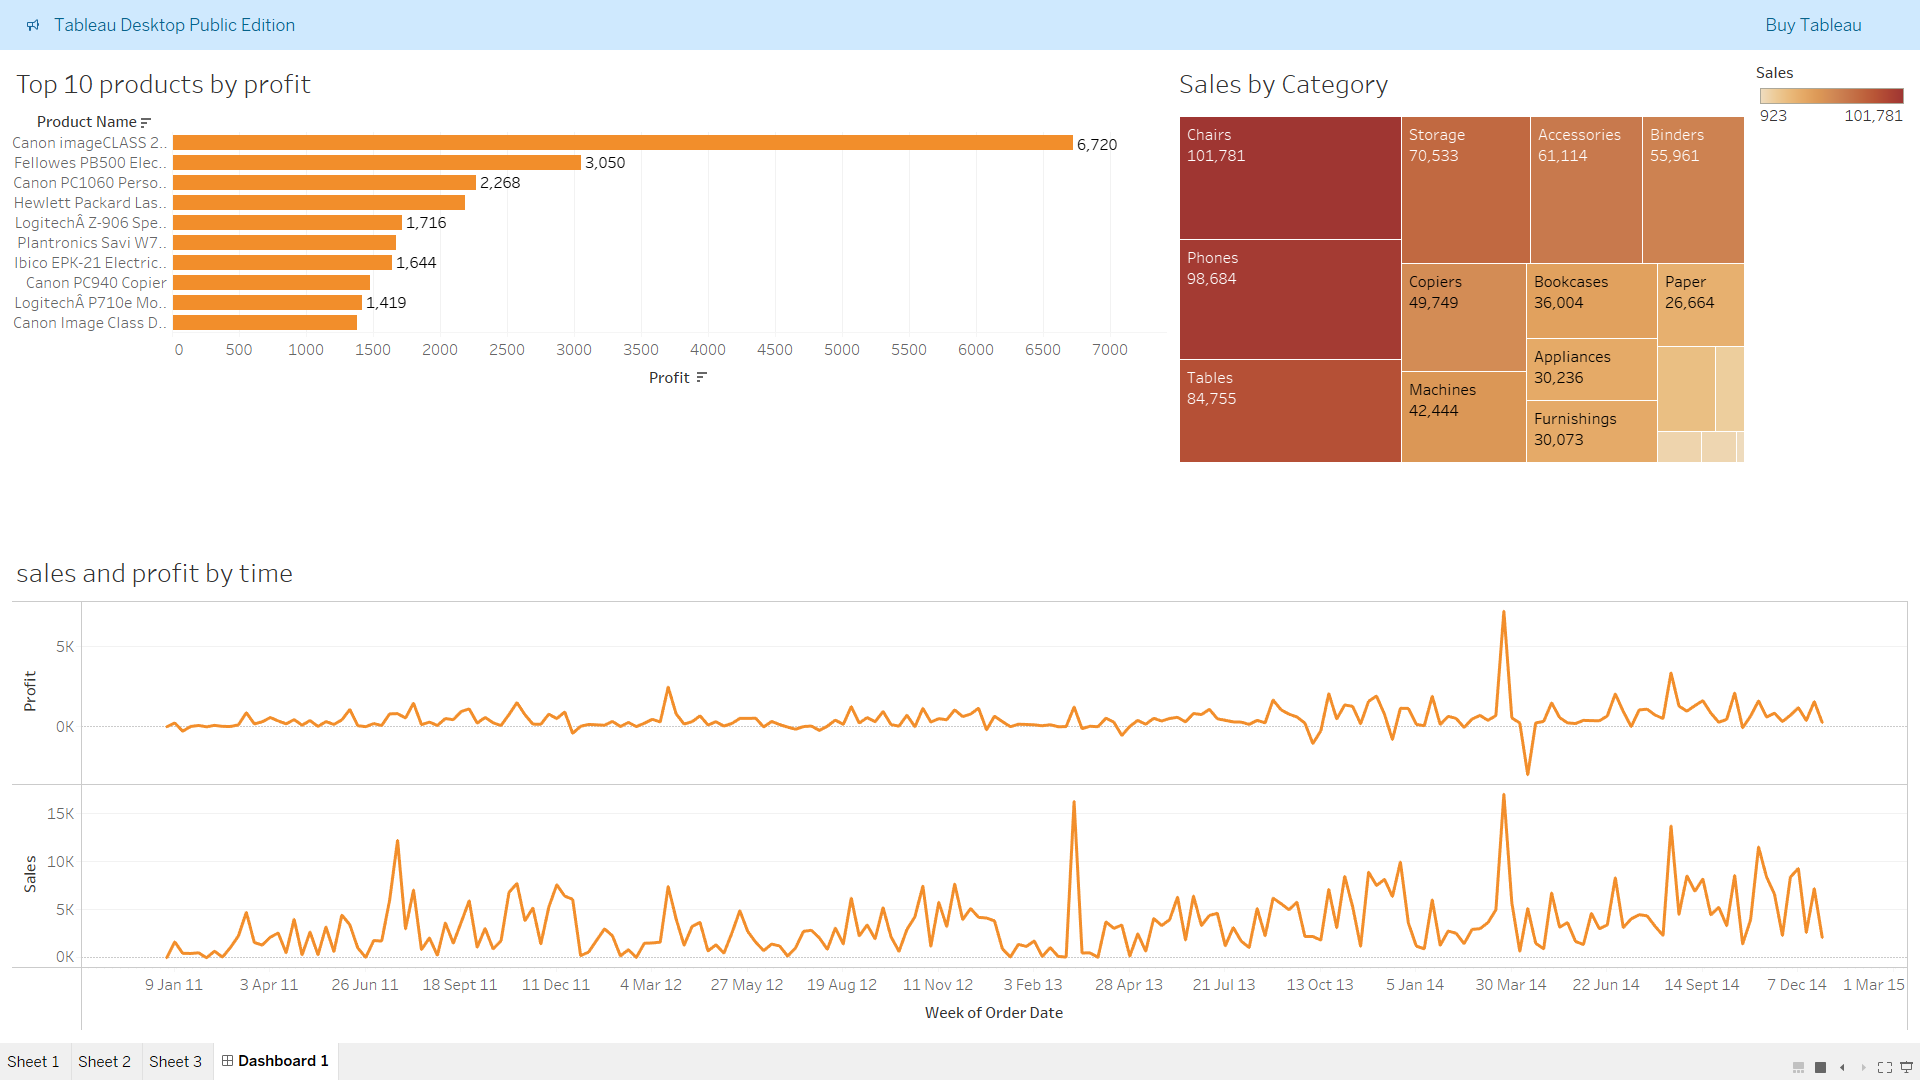 Tableau Desktop Public Edition
Buy Tableau
Top 10 products by profit
Product Name
Canon imageCLASS 2.. 6,720
Fellowes PB500 Elec.. 3,050
Canon PC1060 Perso.. 2,268
Hewlett Packard Las..
LogitechÂ Z-906 Spe.. 1,716
Plantronics Savi W7..
Ibico EPK-21 Electric.. 1,644
Canon PC940 Copier
LogitechÂ P710e Mo.. 1,419
Canon Image Class D..
0 500 1000 1500 2000 2500 3000 3500 4000 4500 5000 5500 6000 6500 7000
Profit
Sales by Category
Chairs
101,781
Phones
98,684
Tables
84,755
Storage
70,533
Accessories
61,114
Binders
55,961
Copiers
49,749
Machines
42,444
Bookcases
36,004
Appliances
30,236
Furnishings
30,073
Paper
26,664
Sales
923 101,781
sales and profit by time
Profit
5K
0K
Sales
15K
10K
5K
0K
9 Jan 11 3 Apr 11 26 Jun 11 18 Sept 11 11 Dec 11 4 Mar 12 27 May 12 19 Aug 12 11 Nov 12 3 Feb 13 28 Apr 13 21 Jul 13 13 Oct 13 5 Jan 14 30 Mar 14 22 Jun 14 14 Sept 14 7 Dec 14 1 Mar 15
Week of Order Date
Sheet 1 Sheet 2 Sheet 3 Dashboard 1